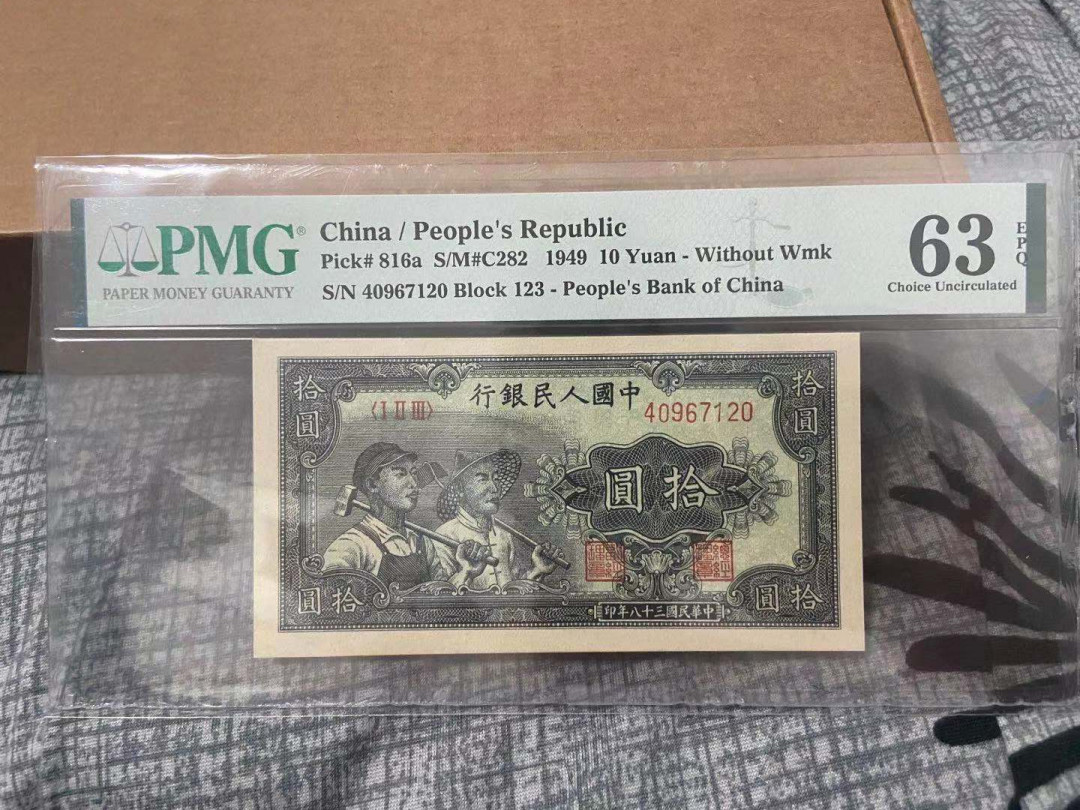 PMG®
PAPER MONEY GUARANTY
China / People's Republic
Pick# 816a S/M#C282 1949 10 Yuan - Without Wmk
S/N 40967120 Block 123 - People's Bank of China
63
EPQ
Choice Uncirculated
行銀民人國中
〈I II III〉
40967120
拾圓
拾圓
圓拾
圓拾
圓拾
印年八十三國民華中